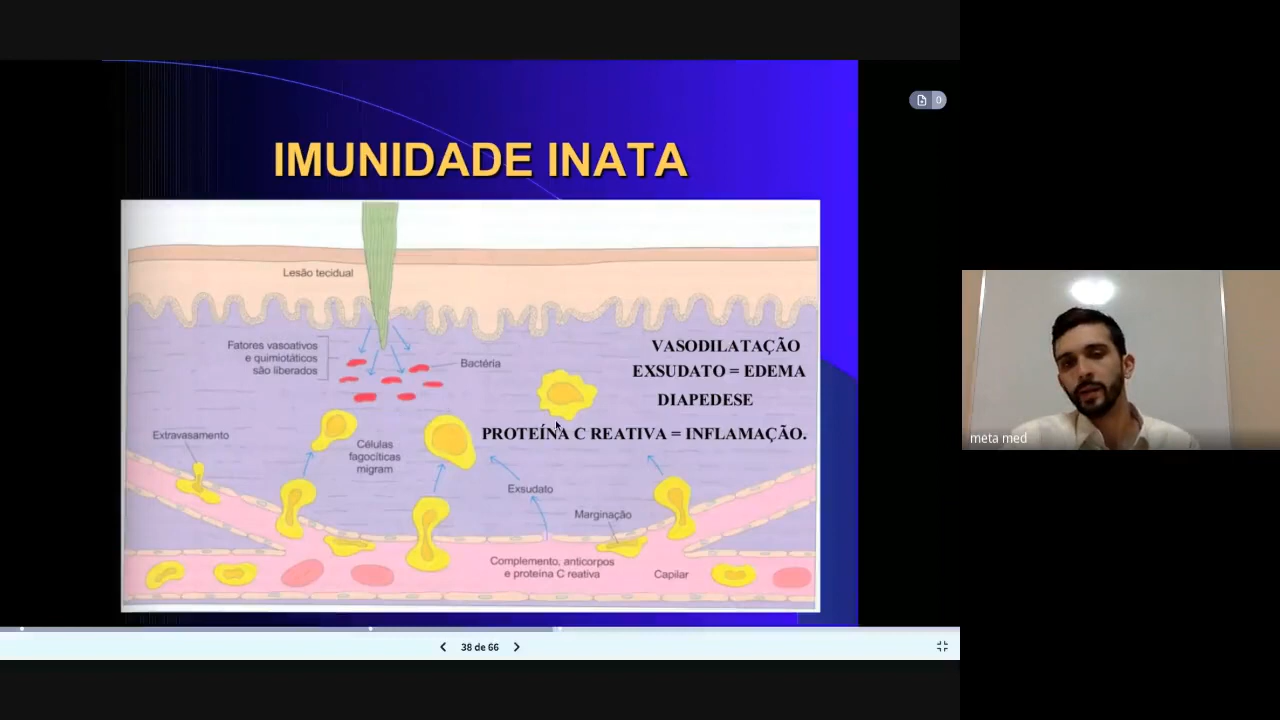 0
IMUNIDADE INATA
Lesão tecidual
Fatores vasoativos
e quimiotáticos
são liberados
Bactéria
VASODILATAÇÃO
EXSUDATO = EDEMA
DIAPEDESE
PROTEÍNA C REATIVA = INFLAMAÇÃO.
Extravasamento
Células
fagocíticas
migram
Exsudato
Marginação
Complemento, anticorpos
e proteína C reativa
Capilar
38 de 66
meta med